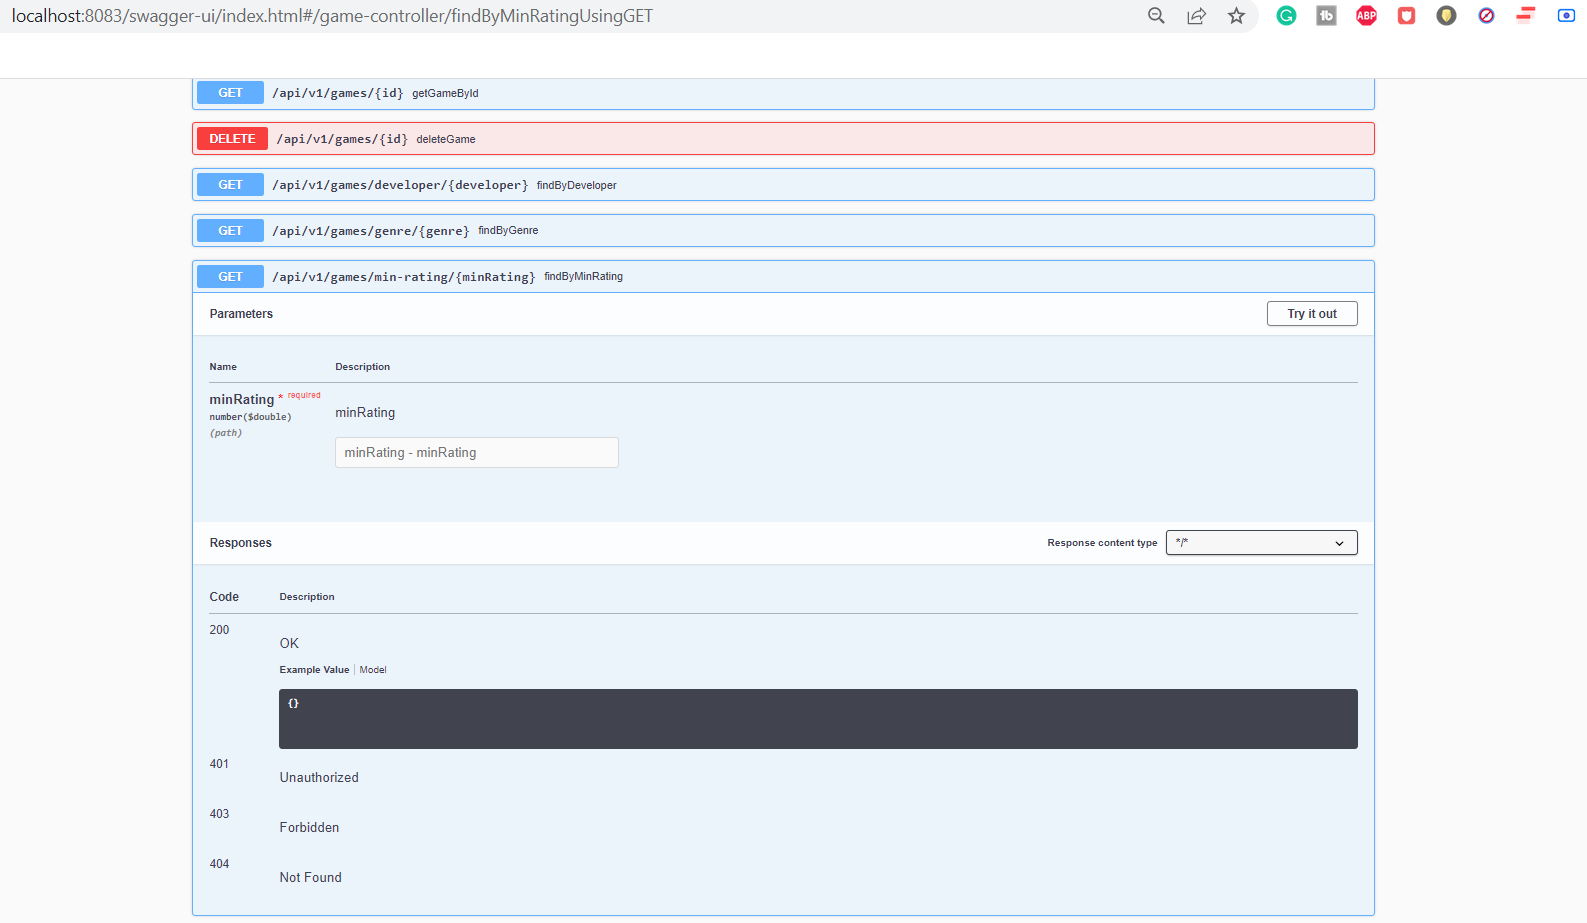 localhost:8083/swagger-ui/index.html#/game-controller/findByMinRatingUsingGET
tb
ABP
GET /api/v1/games/{id} getGameById
DELETE /api/v1/games/{id} deleteGame
GET /api/v1/games/developer/{developer} findByDeveloper
GET /api/v1/games/genre/{genre} findByGenre
GET /api/v1/games/min-rating/{minRating} findByMinRating
Parameters Try it out
Name Description
minRating * required
number($double)
(path)
minRating
minRating - minRating
Responses Response content type */*
Code Description
200
OK
Example Value | Model
{}
401
Unauthorized
403
Forbidden
404
Not Found